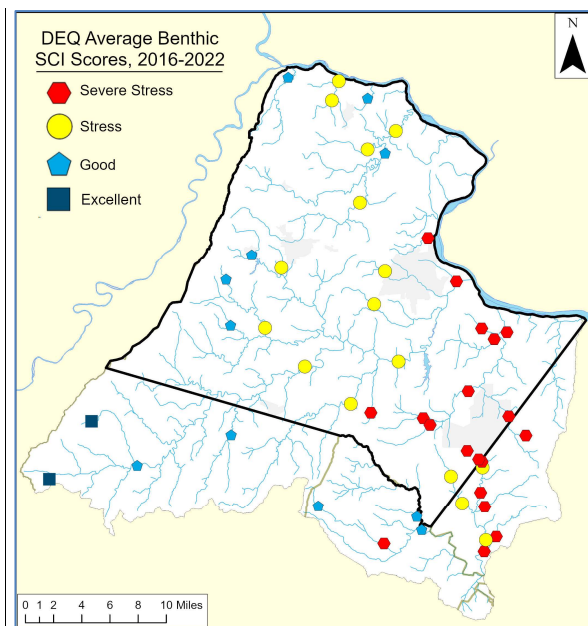 DEQ Average Benthic
SCI Scores, 2016-2022
N
Severe Stress
Stress
Good
Excellent
0 1 2 4 6 8 10 Miles